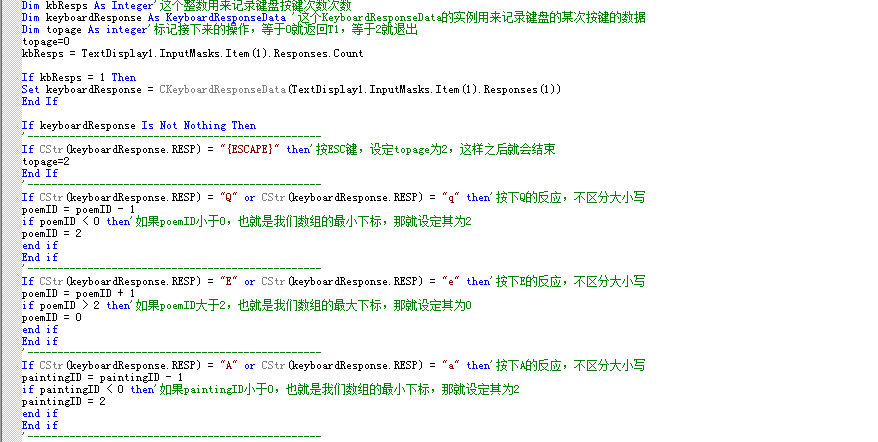 Dim kbResps As Integer'这个整数用来记录键盘按键次数次数
Dim keyboardResponse As KeyboardResponseData '这个KeyboardResponseData的实例用来记录键盘的某次按键的数据
Dim topage As integer'标记接下来的操作，等于0就返回T1，等于2就退出
topage=0
kbResps = TextDisplay1.InputMasks.Item(1).Responses.Count
If kbResps = 1 Then
Set keyboardResponse = CKeyboardResponseData(TextDisplay1.InputMasks.Item(1).Responses(1))
End If
If keyboardResponse Is Not Nothing Then
'-------------------------------------------------
If CStr(keyboardResponse.RESP) = "{ESCAPE}" then'按ESC键，设定topage为2，这样之后就会结束
topage=2
End If
'-------------------------------------------------
If CStr(keyboardResponse.RESP) = "Q" or CStr(keyboardResponse.RESP) = "q" then'按下Q的反应，不区分大小写
poemID = poemID - 1
if poemID < 0 then'如果poemID小于0，也就是我们数组的最小下标，那就设定其为2
poemID = 2
end if
End if
'-------------------------------------------------
If CStr(keyboardResponse.RESP) = "E" or CStr(keyboardResponse.RESP) = "e" then'按下E的反应，不区分大小写
poemID = poemID + 1
if poemID > 2 then'如果poemID大于2，也就是我们数组的最大下标，那就设定其为0
poemID = 0
end if
End if
'-------------------------------------------------
If CStr(keyboardResponse.RESP) = "A" or CStr(keyboardResponse.RESP) = "a" then'按下A的反应，不区分大小写
paintingID = paintingID - 1
if paintingID < 0 then'如果paintingID小于0，也就是我们数组的最小下标，那就设定其为2
paintingID = 2
end if
End if
'-------------------------------------------------